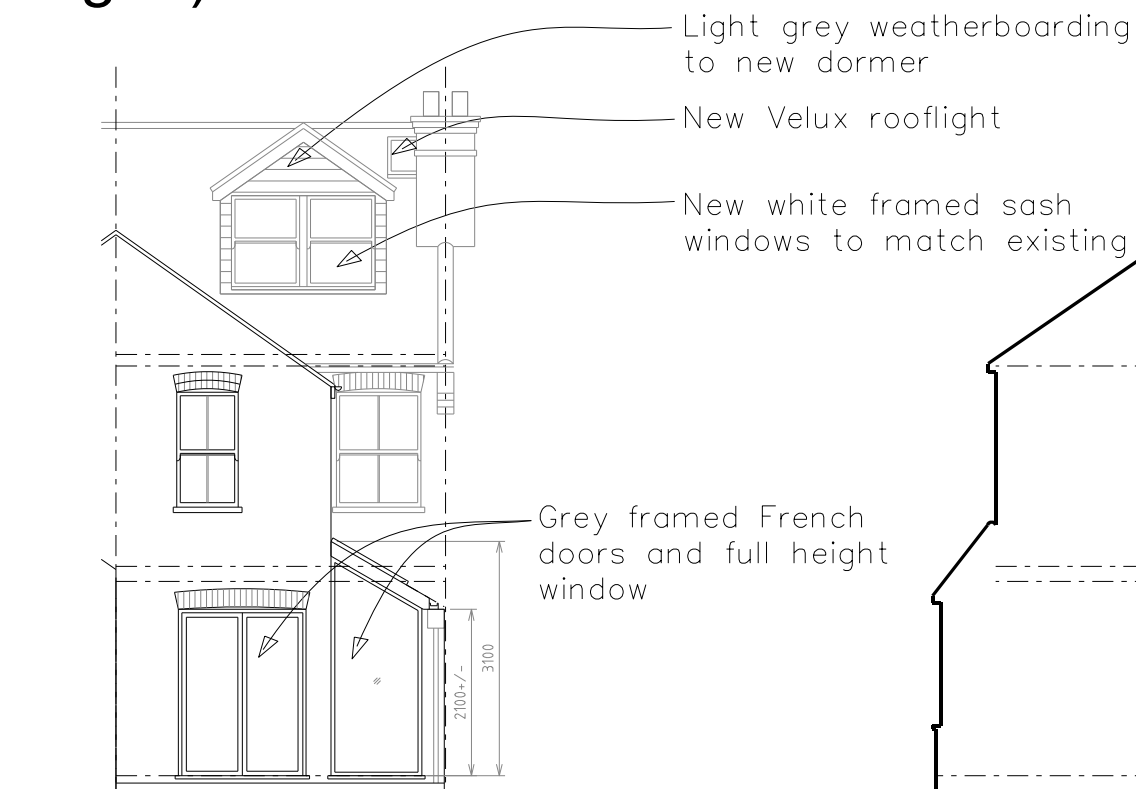 Light grey weatherboarding
to new dormer
New Velux rooflight
New white framed sash
windows to match existing
Grey framed French
doors and full height
window
3100
2100+/-